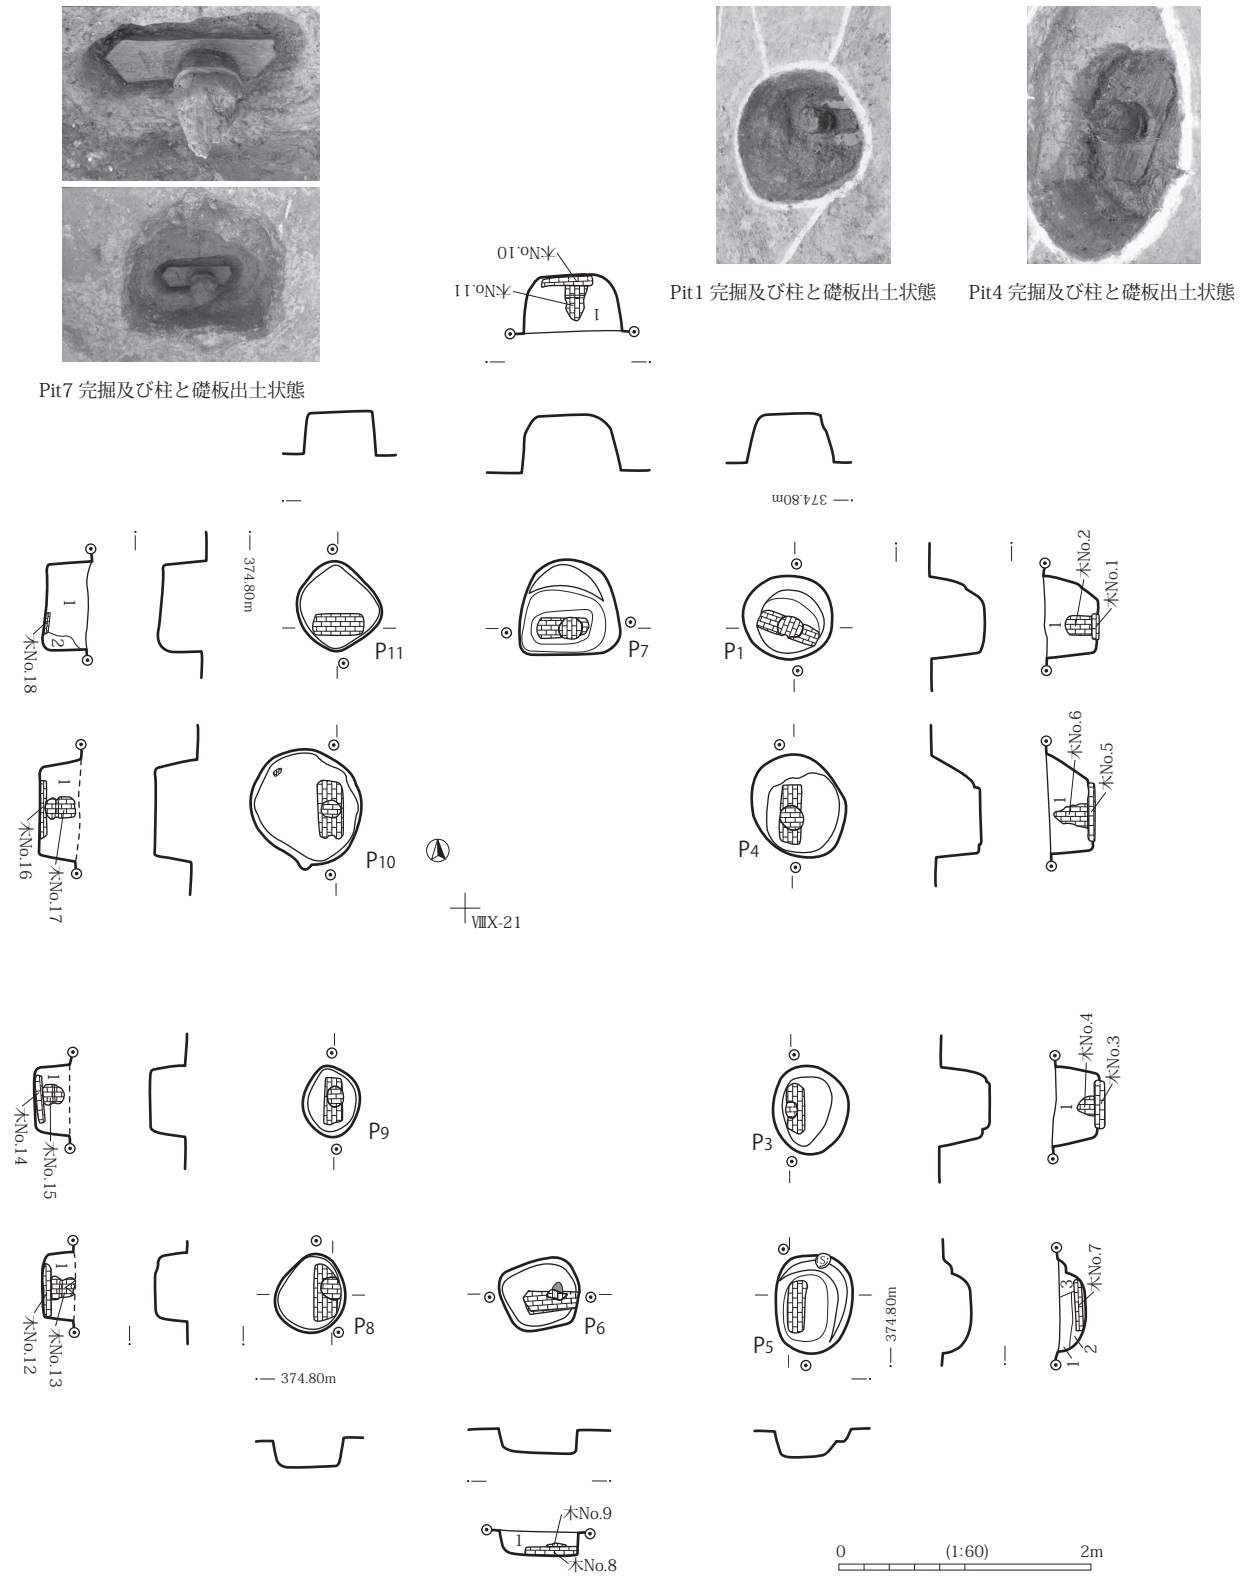 木No.10
木No.11
1
Pit1 完掘及び柱と礎板出土状態
Pit4 完掘及び柱と礎板出土状態
Pit7 完掘及び柱と礎板出土状態
374.80m
374.80m
1
2
木No.18
P11
P7
P1
木No.2
木No.1
1
1
木No.16
木No.17
P10
P4
木No.6
木No.5
1
ⅧX-21
1
木No.14
木No.15
P9
P3
木No.4
木No.3
1
1
木No.12
木No.13
P8
P6
S
P5
374.80m
木No.7
3
2
1
374.80m
1
木No.9
木No.8
0 (1:60) 2m